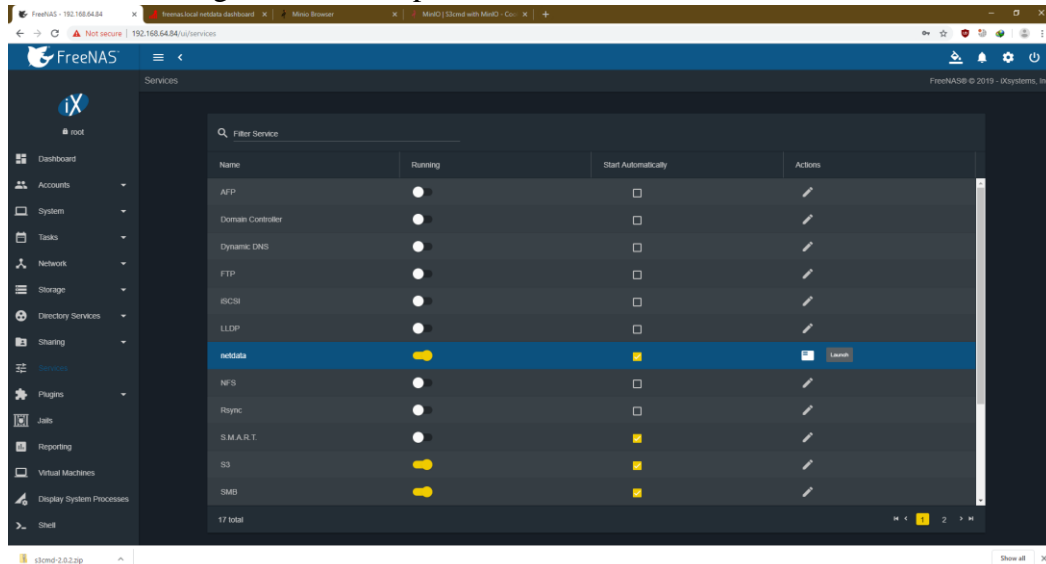 FreeNAS - 192.168.64.84
freenas.local netdata dashboard
Minio Browser
MinIO | S3cmd with MinIO - Coo
Not secure | 192.168.64.84/ui/services
FreeNAS
Services
FreeNAS® © 2019 - iXsystems, In
iX
root
Filter Service
Dashboard
Accounts
System
Tasks
Network
Storage
Directory Services
Sharing
Services
Plugins
Jails
Reporting
Virtual Machines
Display System Processes
Shell
Name Running Start Automatically Actions
AFP
Domain Controller
Dynamic DNS
FTP
iSCSI
LLDP
netdata Launch
NFS
Rsync
S.M.A.R.T.
S3
SMB
17 total 1 2
s3cmd-2.0.2.zip Show all